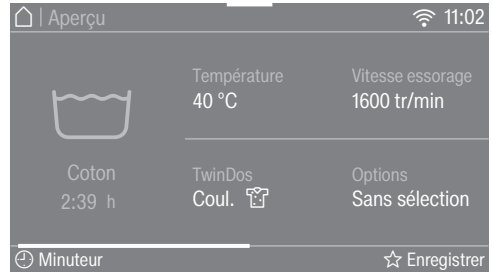 | Aperçu
11:02
Température
40 °C
Vitesse essorage
1600 tr/min
Coton
2:39 h
TwinDos
Coul.
Options
Sans sélection
Minuteur
Enregistrer